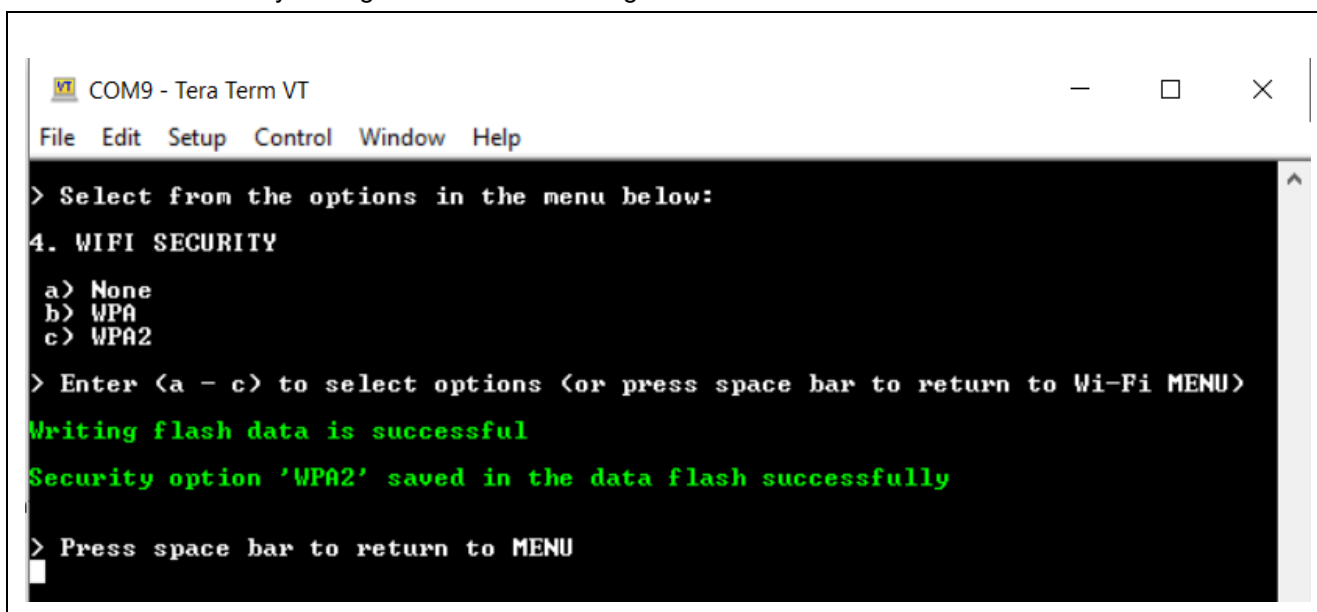 COM9 - Tera Term VT
File Edit Setup Control Window Help
> Select from the options in the menu below:
4. WIFI SECURITY
a) None
b) WPA
c) WPA2
> Enter (a - c) to select options (or press space bar to return to Wi-Fi MENU)
Writing flash data is successful
Security option 'WPA2' saved in the data flash successfully
> Press space bar to return to MENU